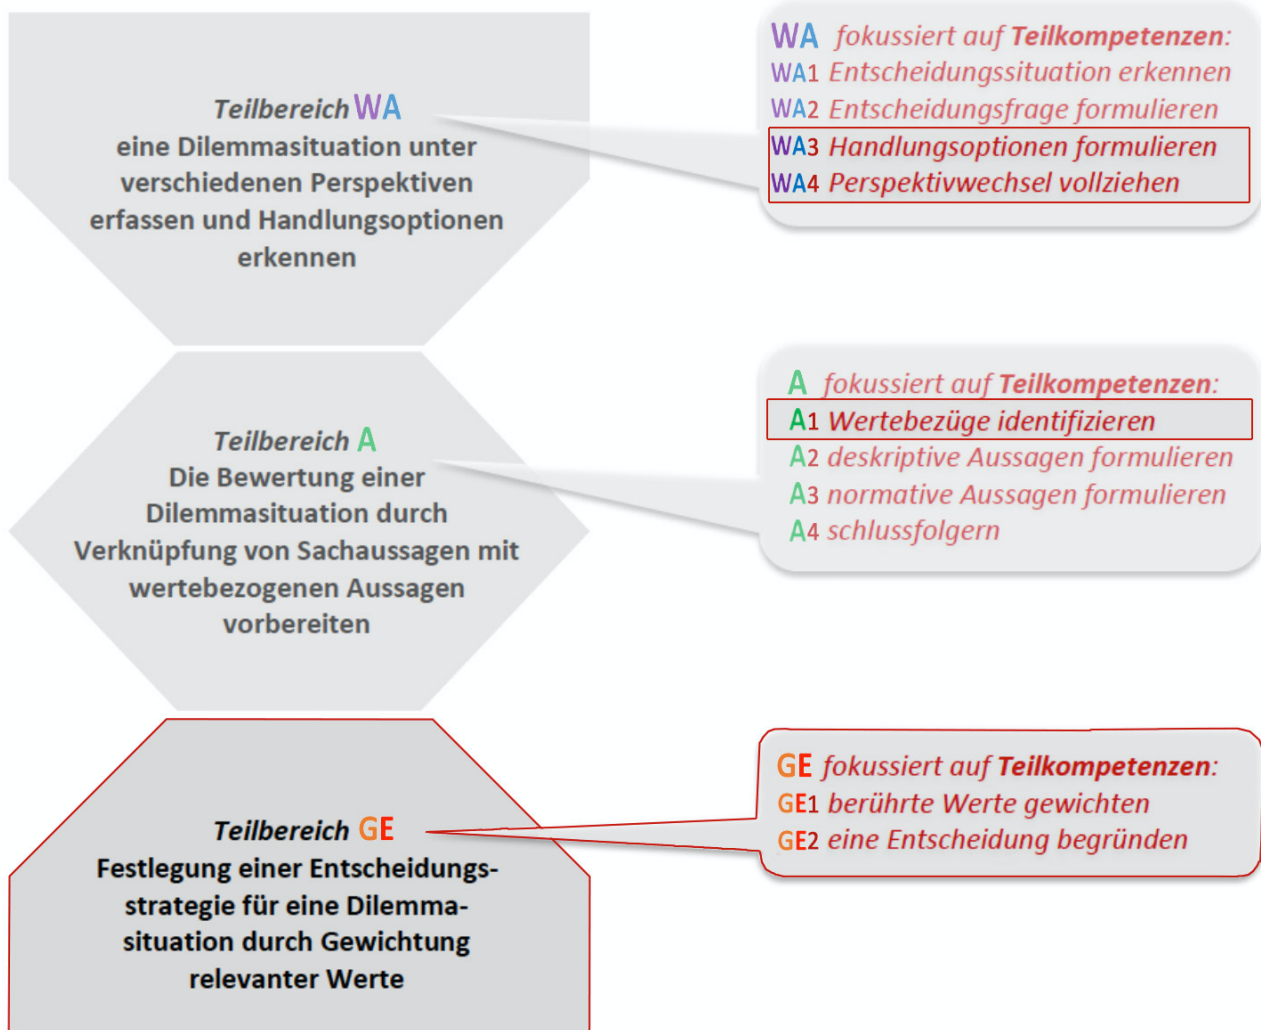 Teilbereich WA
eine Dilemmasituation unter
verschiedenen Perspektiven
erfassen und Handlungsoptionen
erkennen
WA fokussiert auf Teilkompetenzen:
WA1 Entscheidungssituation erkennen
WA2 Entscheidungsfrage formulieren
WA3 Handlungsoptionen formulieren
WA4 Perspektivwechsel vollziehen
Teilbereich A
Die Bewertung einer
Dilemmasituation durch
Verknüpfung von Sachaussagen mit
wertebezogenen Aussagen
vorbereiten
A fokussiert auf Teilkompetenzen:
A1 Wertebezüge identifizieren
A2 deskriptive Aussagen formulieren
A3 normative Aussagen formulieren
A4 schlussfolgern
Teilbereich GE
Festlegung einer Entscheidungs-
strategie für eine Dilemma-
situation durch Gewichtung
relevanter Werte
GE fokussiert auf Teilkompetenzen:
GE1 berührte Werte gewichten
GE2 eine Entscheidung begründen